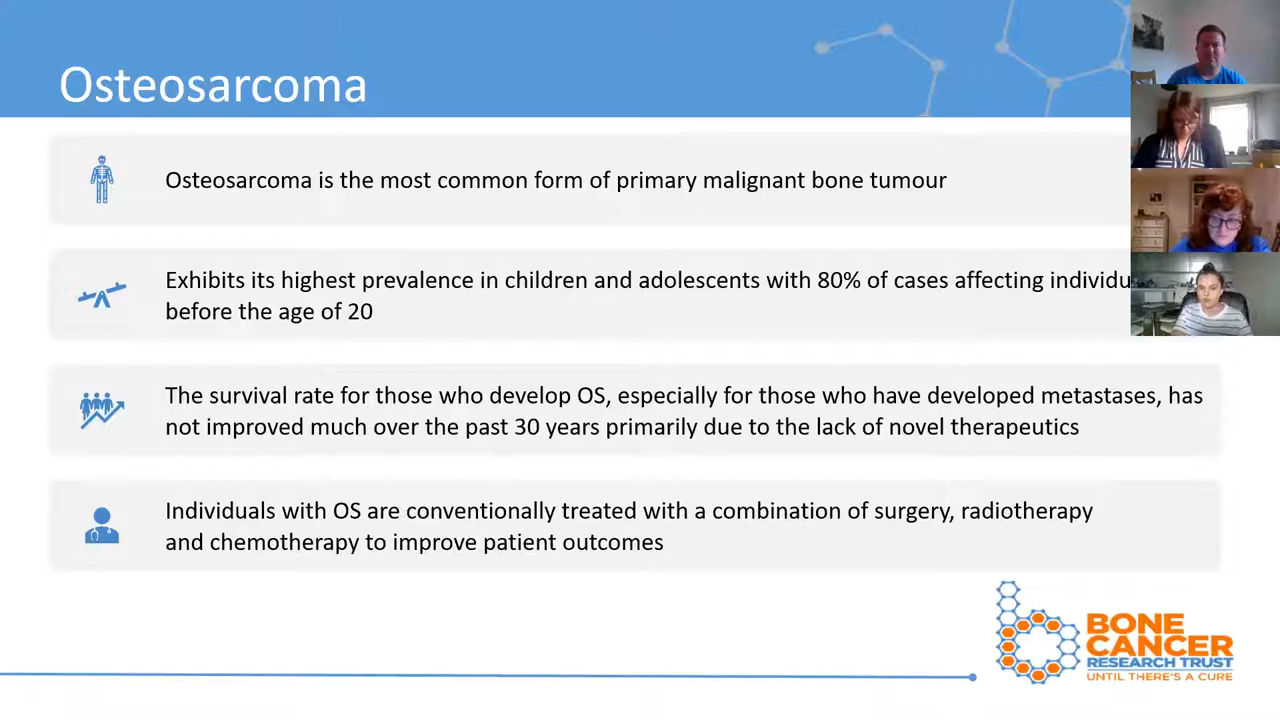 Osteosarcoma
Osteosarcoma is the most common form of primary malignant bone tumour
Exhibits its highest prevalence in children and adolescents with 80% of cases affecting
before the age of 20
The survival rate for those who develop OS, especially for those who have developed metastases, has
not improved much over the past 30 years primarily due to the lack of novel therapeutics
Individuals with OS are conventionally treated with a combination of surgery, radiotherapy
and chemotherapy to improve patient outcomes
BONE
CANCER
RESEARCH TRUST
UNTIL THERE'S A CURE